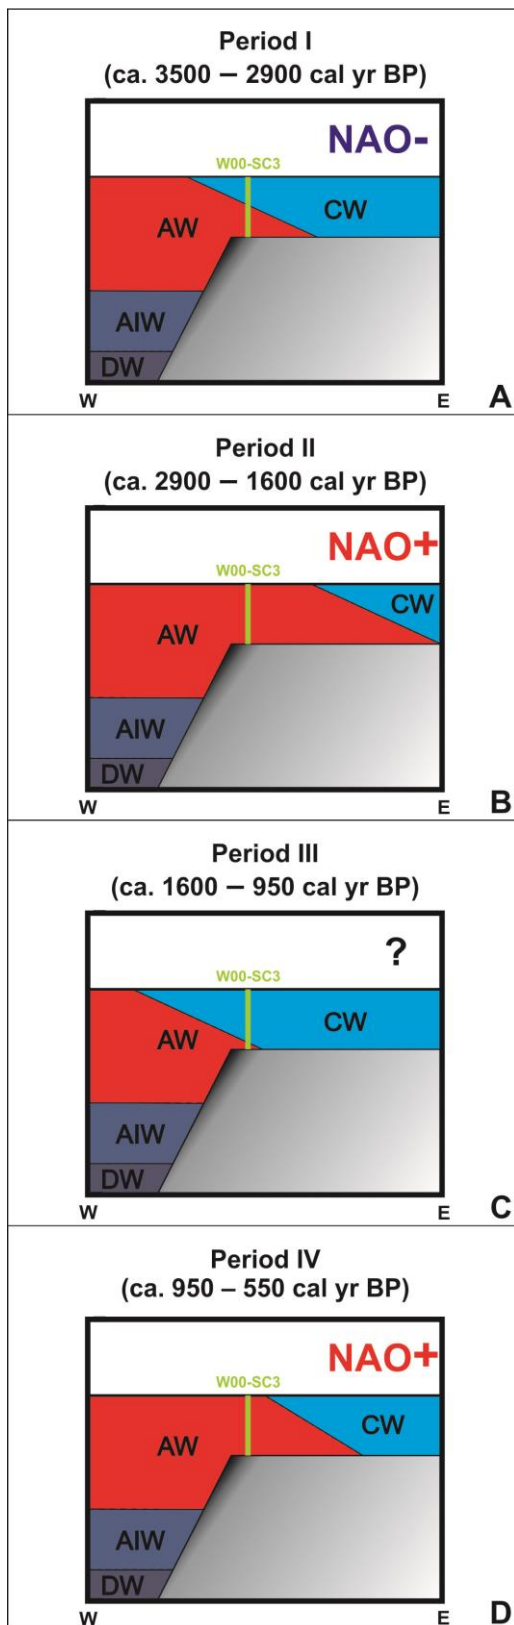 Period I
(ca. 3500 – 2900 cal yr BP)
NAO-
W00-SC3
CW
AW
AIW
DW
W E
A
Period II
(ca. 2900 – 1600 cal yr BP)
NAO+
W00-SC3
CW
AW
AIW
DW
W E
B
Period III
(ca. 1600 – 950 cal yr BP)
?
W00-SC3
CW
AW
AIW
DW
W E
C
Period IV
(ca. 950 – 550 cal yr BP)
NAO+
W00-SC3
CW
AW
AIW
DW
W E
D